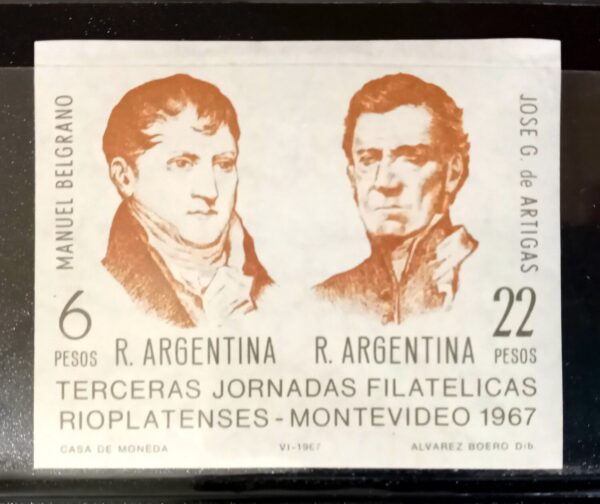 MANUEL BELGRANO
JOSE G. de ARTIGAS
6
PESOS
R. ARGENTINA
R. ARGENTINA
22
PESOS
TERCERAS JORNADAS FILATELICAS
RIOPLATENSES - MONTEVIDEO 1967
CASA DE MONEDA
VI-1967
ALVAREZ BOERO Dib.